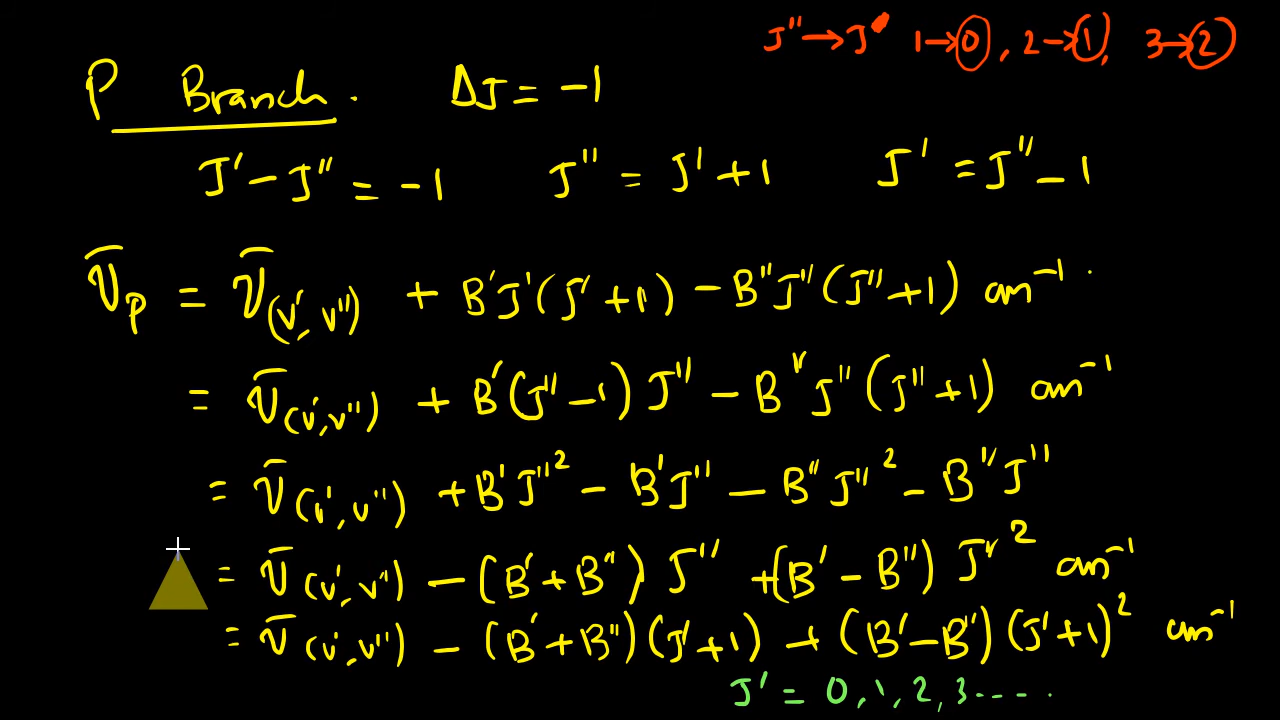 J″ → J′ 1→0, 2→1, 3→2
P Branch. ΔJ = −1
J′ − J″ = −1 J″ = J′ + 1 J′ = J″ − 1
ν̄p = ν̄(v′, v″) + B′J′(J′+1) − B″J″(J″+1) cm⁻¹.
= ν̄(v′,v″) + B′(J″−1)J″ − B″J″(J″+1) cm⁻¹
= ν̄(v′,v″) + B′J″² − B′J″ − B″J″² − B″J″
= ν̄(v′,v″) − (B′+B″)J″ + (B′−B″)J″² cm⁻¹
= ν̄(v′,v″) − (B′+B″)(J′+1) + (B′−B″)(J′+1)² cm⁻¹
J′ = 0, 1, 2, 3 - - - -.